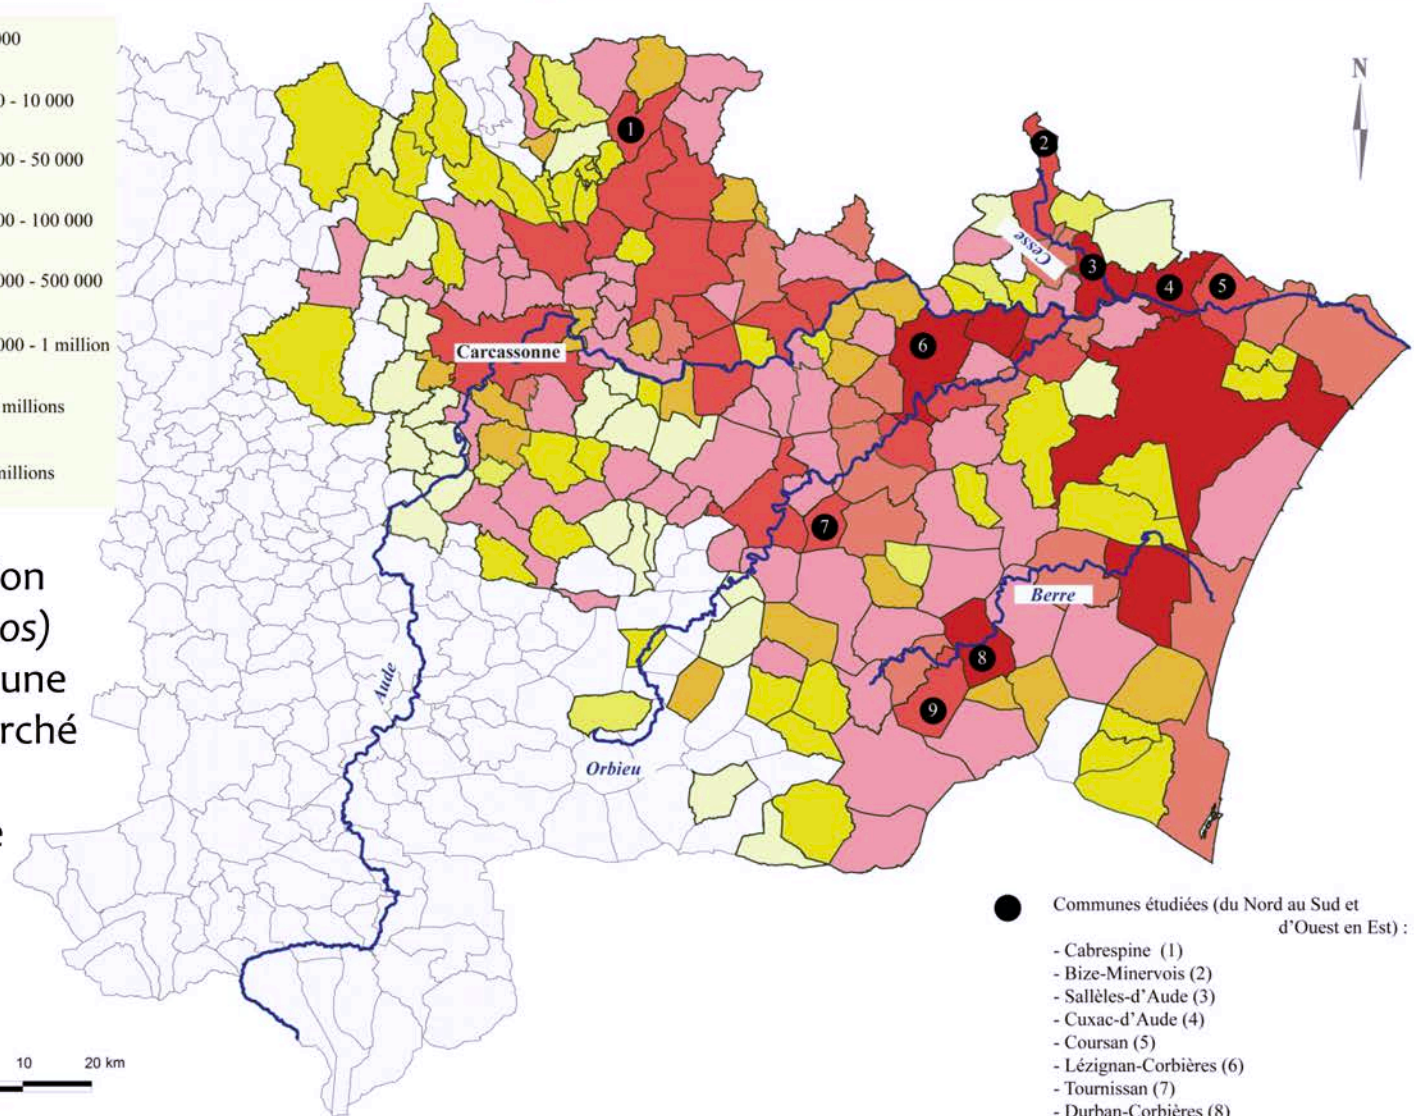 000
0 - 10 000
00 - 50 000
00 - 100 000
000 - 500 000
000 - 1 million
millions
millions
on
os)
une
rché
e
10 20 km
N
1
2
Cesse
3
4
5
6
Carcassonne
7
Berre
8
9
Aude
Orbieu
Communes étudiées (du Nord au Sud et
d'Ouest en Est) :
- Cabrespine (1)
- Bize-Minervois (2)
- Sallèles-d'Aude (3)
- Cuxac-d'Aude (4)
- Coursan (5)
- Lézignan-Corbières (6)
- Tournissan (7)
- Durban-Corbières (8)